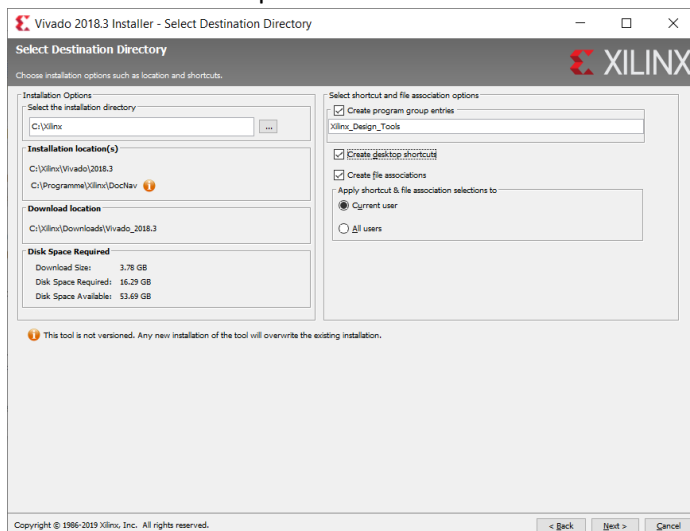 Vivado 2018.3 Installer - Select Destination Directory
Select Destination Directory
Choose installation options such as location and shortcuts.
XILINX
Installation Options
Select the installation directory
C:\Xilinx
...
Installation location(s)
C:\Xilinx\Vivado\2018.3
C:\Programme\Xilinx\DocNav
Download location
C:\Xilinx\Downloads\Vivado_2018.3
Disk Space Required
Download Size: 3.78 GB
Disk Space Required: 16.29 GB
Disk Space Available: 53.69 GB
Select shortcut and file association options
Create program group entries
Xilinx_Design_Tools
Create desktop shortcuts
Create file associations
Apply shortcut & file association selections to
Current user
All users
This tool is not versioned. Any new installation of the tool will overwrite the existing installation.
Copyright © 1986-2019 Xilinx, Inc. All rights reserved.
< Back
Next >
Cancel